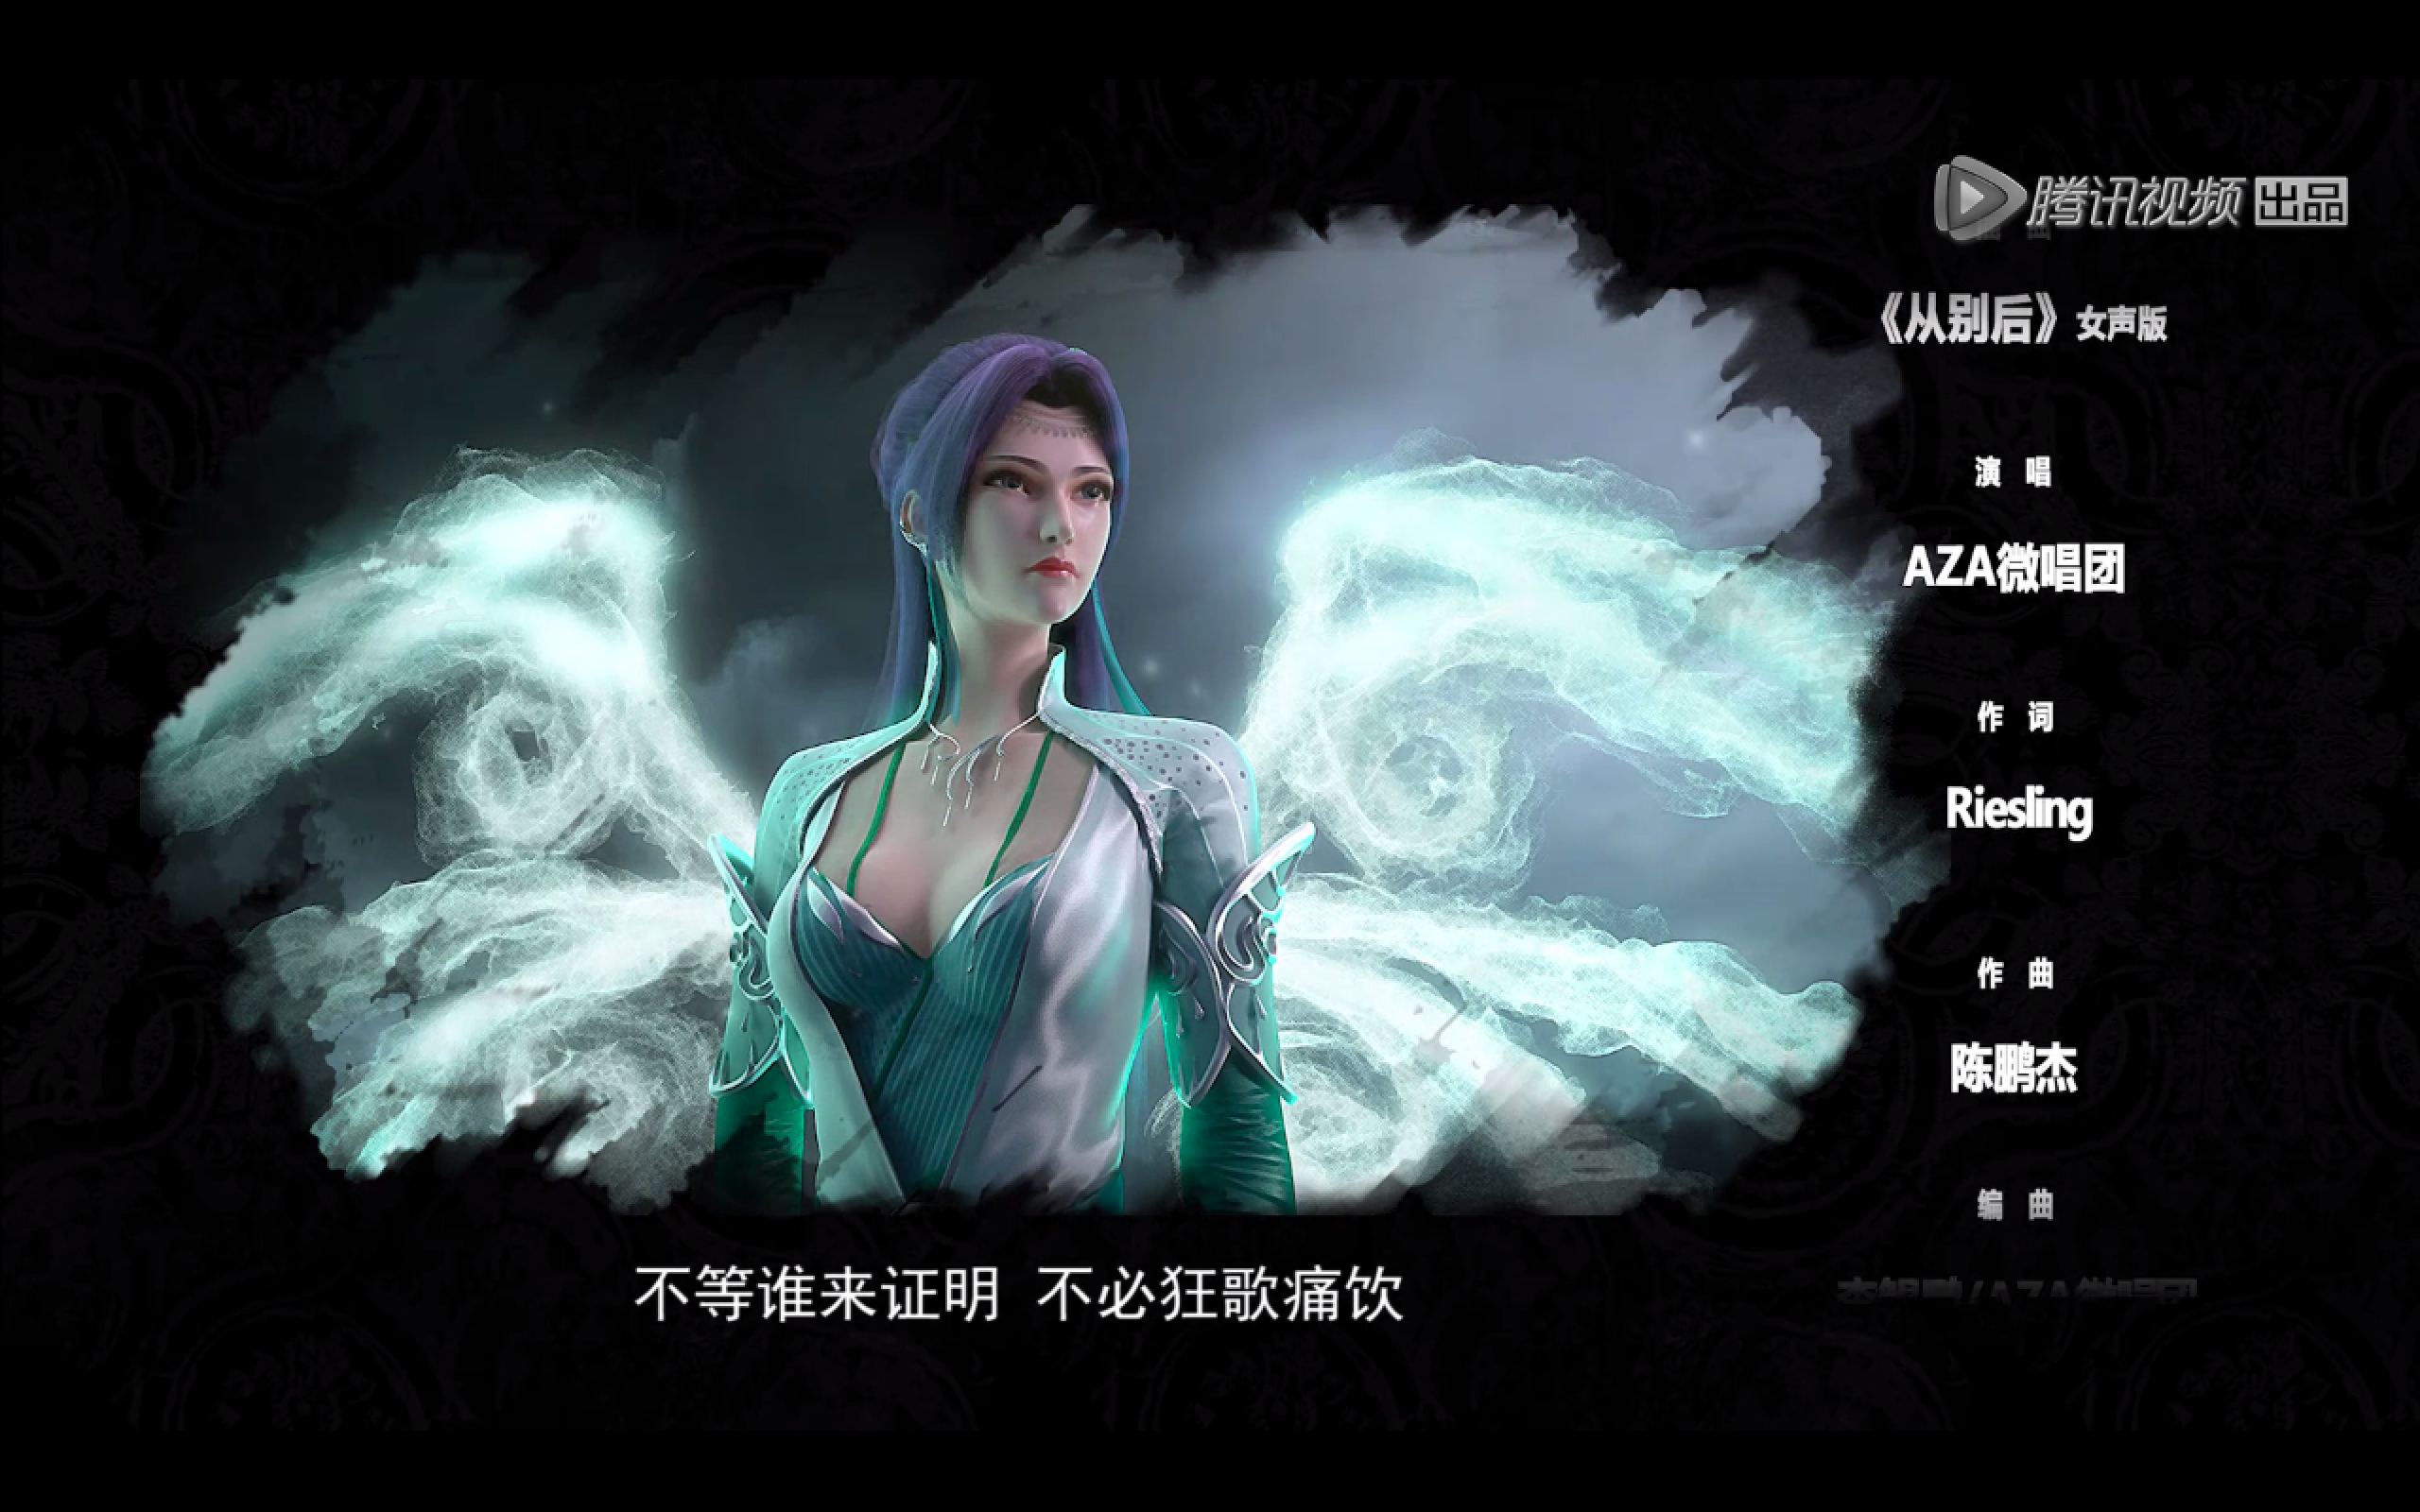 腾讯视频 出品
《从别后》女声版
演 唱
AZA微唱团
作 词
Riesling
作 曲
陈鹏杰
编 曲
不等谁来证明 不必狂歌痛饮